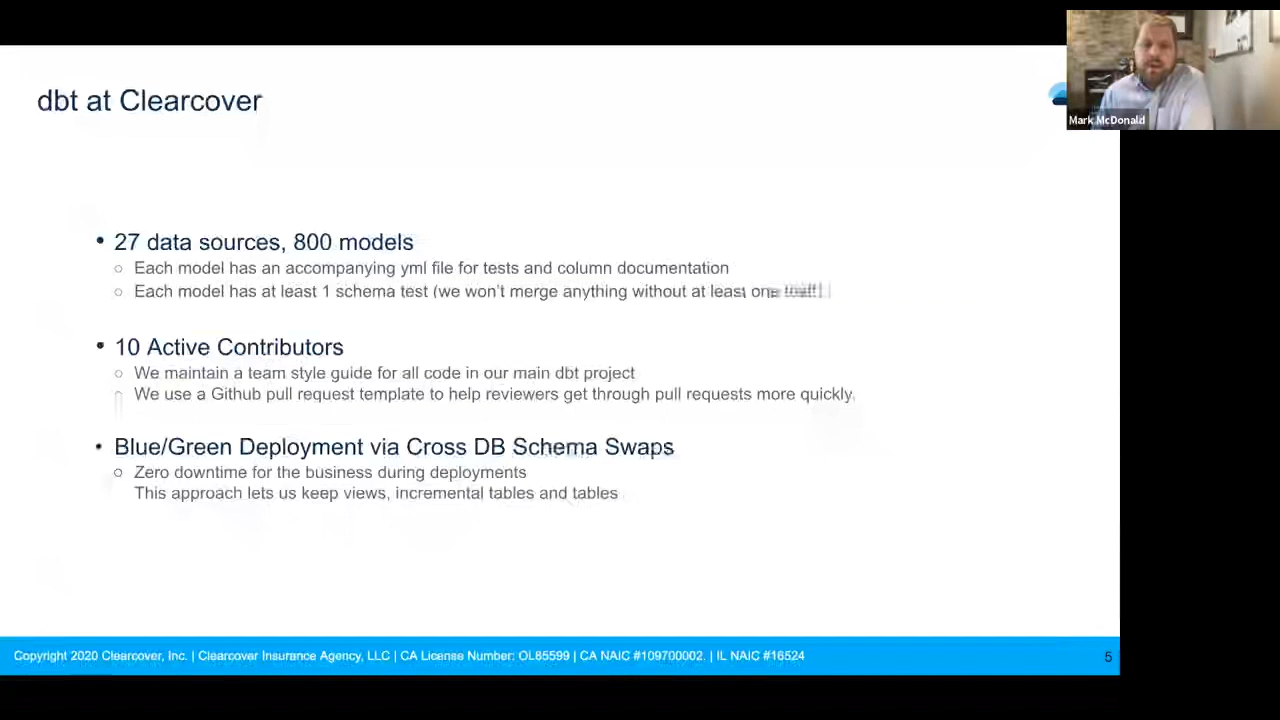 Mark McDonald
dbt at Clearcover
• 27 data sources, 800 models
○ Each model has an accompanying yml file for tests and column documentation
○ Each model has at least 1 schema test (we won't merge anything without at least one
• 10 Active Contributors
○ We maintain a team style guide for all code in our main dbt project
○ We use a Github pull request template to help reviewers get through pull requests more quickly.
• Blue/Green Deployment via Cross DB Schema Swaps
○ Zero downtime for the business during deployments
This approach lets us keep views, incremental tables and tables
Copyright 2020 Clearcover, Inc. | Clearcover Insurance Agency, LLC | CA License Number: OL85599 | CA NAIC #109700002. | IL NAIC #16524
5